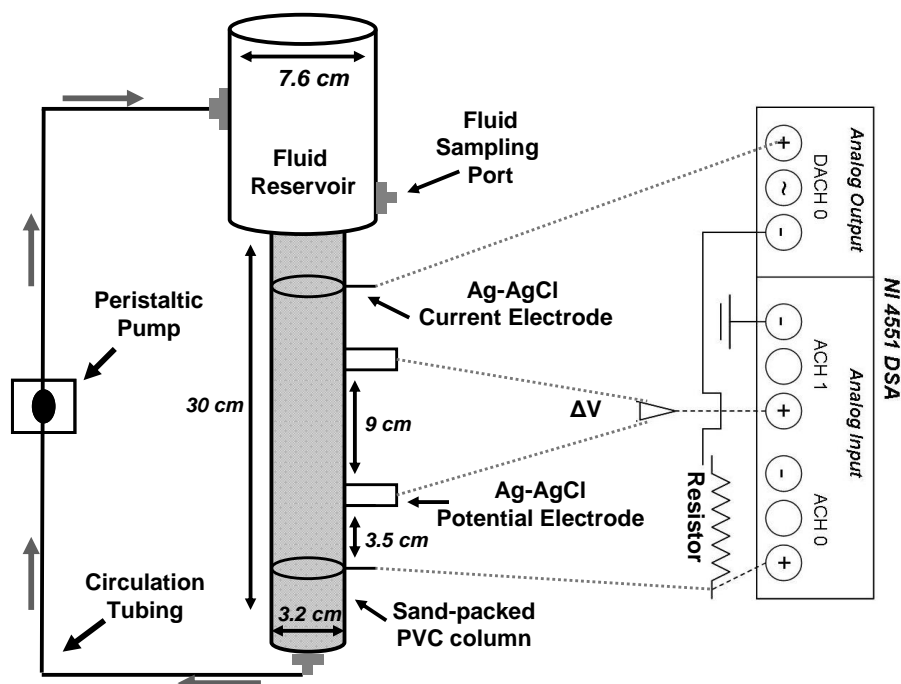 7.6 cm
Fluid
Reservoir
Fluid
Sampling
Port
Peristaltic
Pump
30 cm
Ag-AgCl
Current Electrode
9 cm
ΔV
Ag-AgCl
Potential Electrode
3.5 cm
Circulation
Tubing
3.2 cm
Sand-packed
PVC column
Resistor
+
~
-
DACH 0
Analog Output
-
+
ACH 1
-
+
ACH 0
Analog Input
NI 4551 DSA